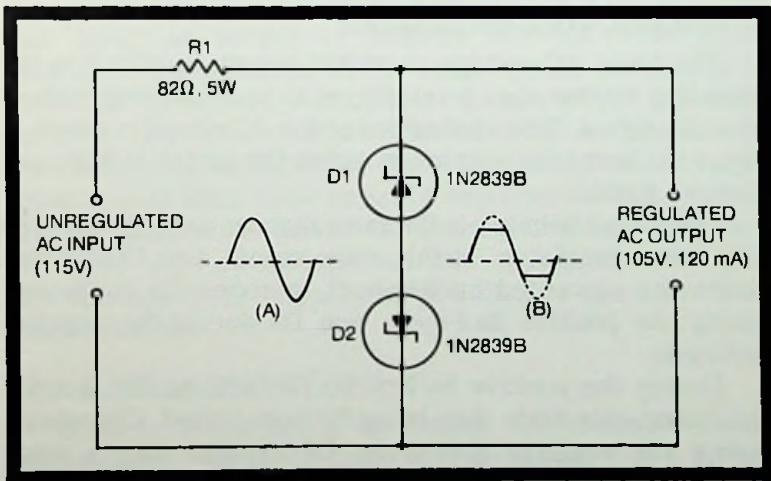 R1
82Ω, 5W
D1
1N2839B
UNREGULATED
AC INPUT
(115V)
REGULATED
AC OUTPUT
(105V, 120 mA)
(A)
(B)
D2
1N2839B